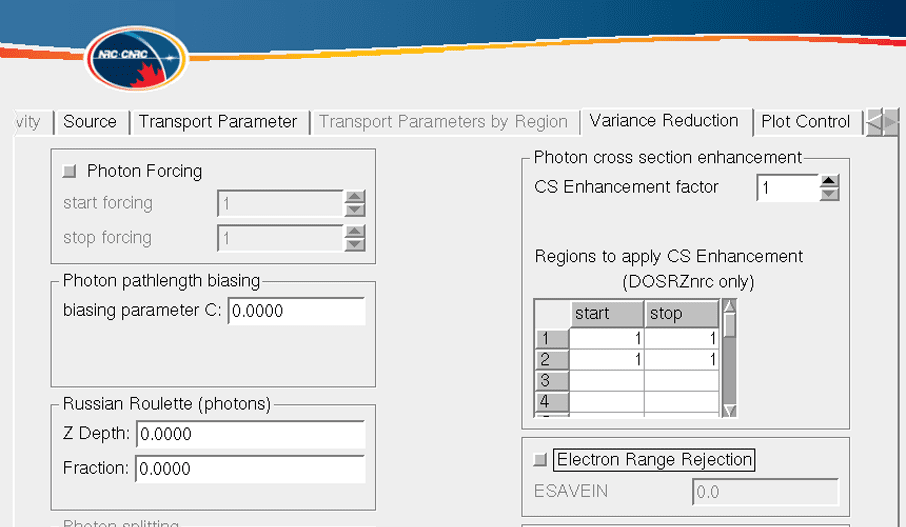 NRC·CNRC
vity
Source
Transport Parameter
Transport Parameters by Region
Variance Reduction
Plot Control
Photon Forcing
start forcing 1
stop forcing 1
Photon pathlength biasing
biasing parameter C: 0.0000
Russian Roulette (photons)
Z Depth: 0.0000
Fraction: 0.0000
Photon splitting
Photon cross section enhancement
CS Enhancement factor 1
Regions to apply CS Enhancement
(DOSRZnrc only)
start stop
1 1 1
2 1 1
3
4
Electron Range Rejection
ESAVEIN 0.0